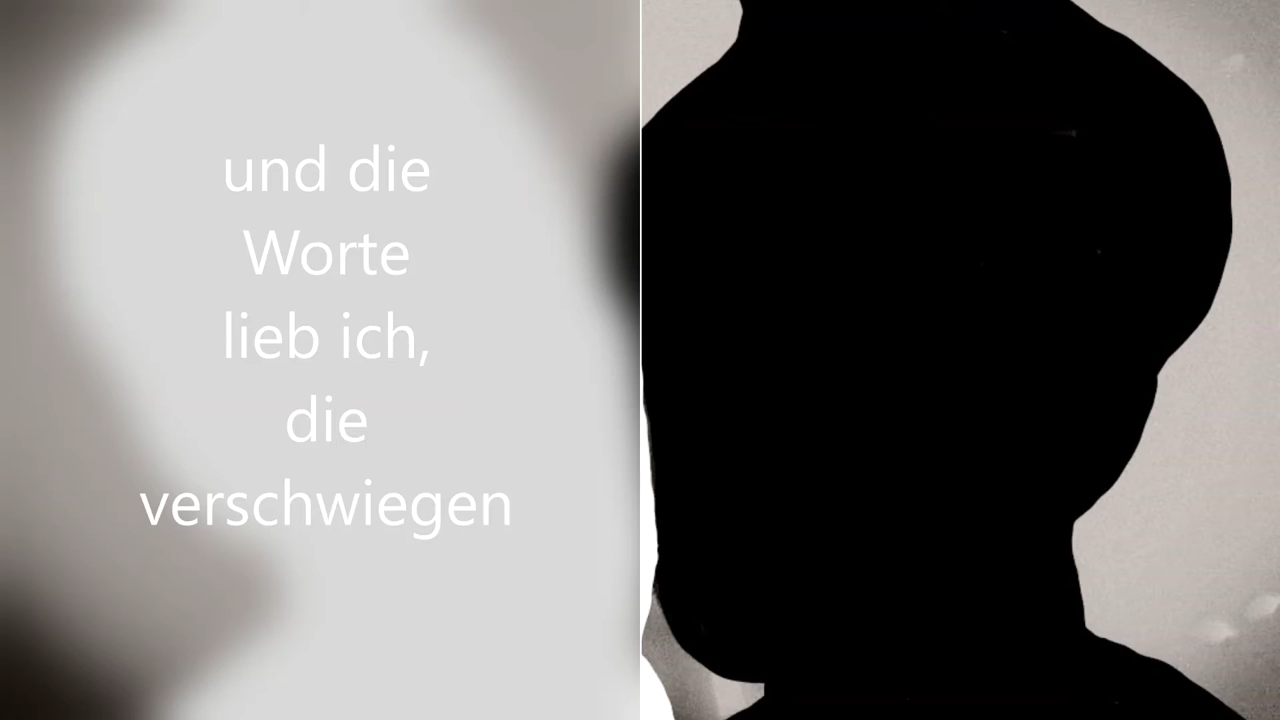 und die
Worte
lieb ich,
die
verschwiegen